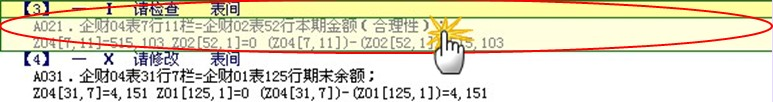 【3】 一 I 请检查 表间
A021．企财04表7行11栏=企财02表52行本期金额（合理性）
Z04[7,11]=515,103 Z02[52,1]=0 (Z04[7,11])-(Z02[52,1] 5,103
【4】 一 X 请修改 表间
A031．企财04表31行7栏=企财01表125行期末余额；
Z04[31,7]=4,151 Z01[125,1]=0 (Z04[31,7])-(Z01[125,1])=4,151